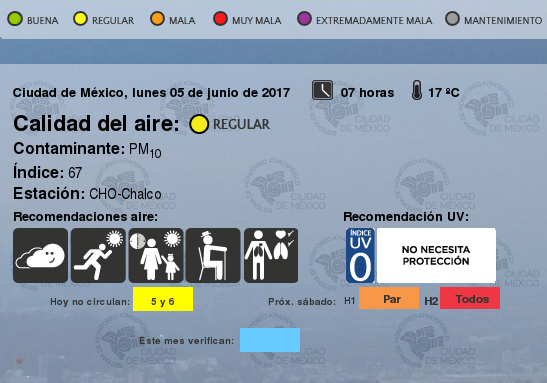 BUENA REGULAR MALA MUY MALA EXTREMADAMENTE MALA MANTENIMIENTO
Ciudad de México, lunes 05 de junio de 2017 07 horas 17 ºC
Calidad del aire: REGULAR
Contaminante: PM10
Índice: 67
Estación: CHO-Chalco
Recomendaciones aire: Recomendación UV:
ÍNDICE
UV
0
NO NECESITA
PROTECCIÓN
Hoy no circulan: 5 y 6 Próx. sábado: H1 Par H2 Todos
Este mes verifican:
CIUDAD
DE MÉXICO